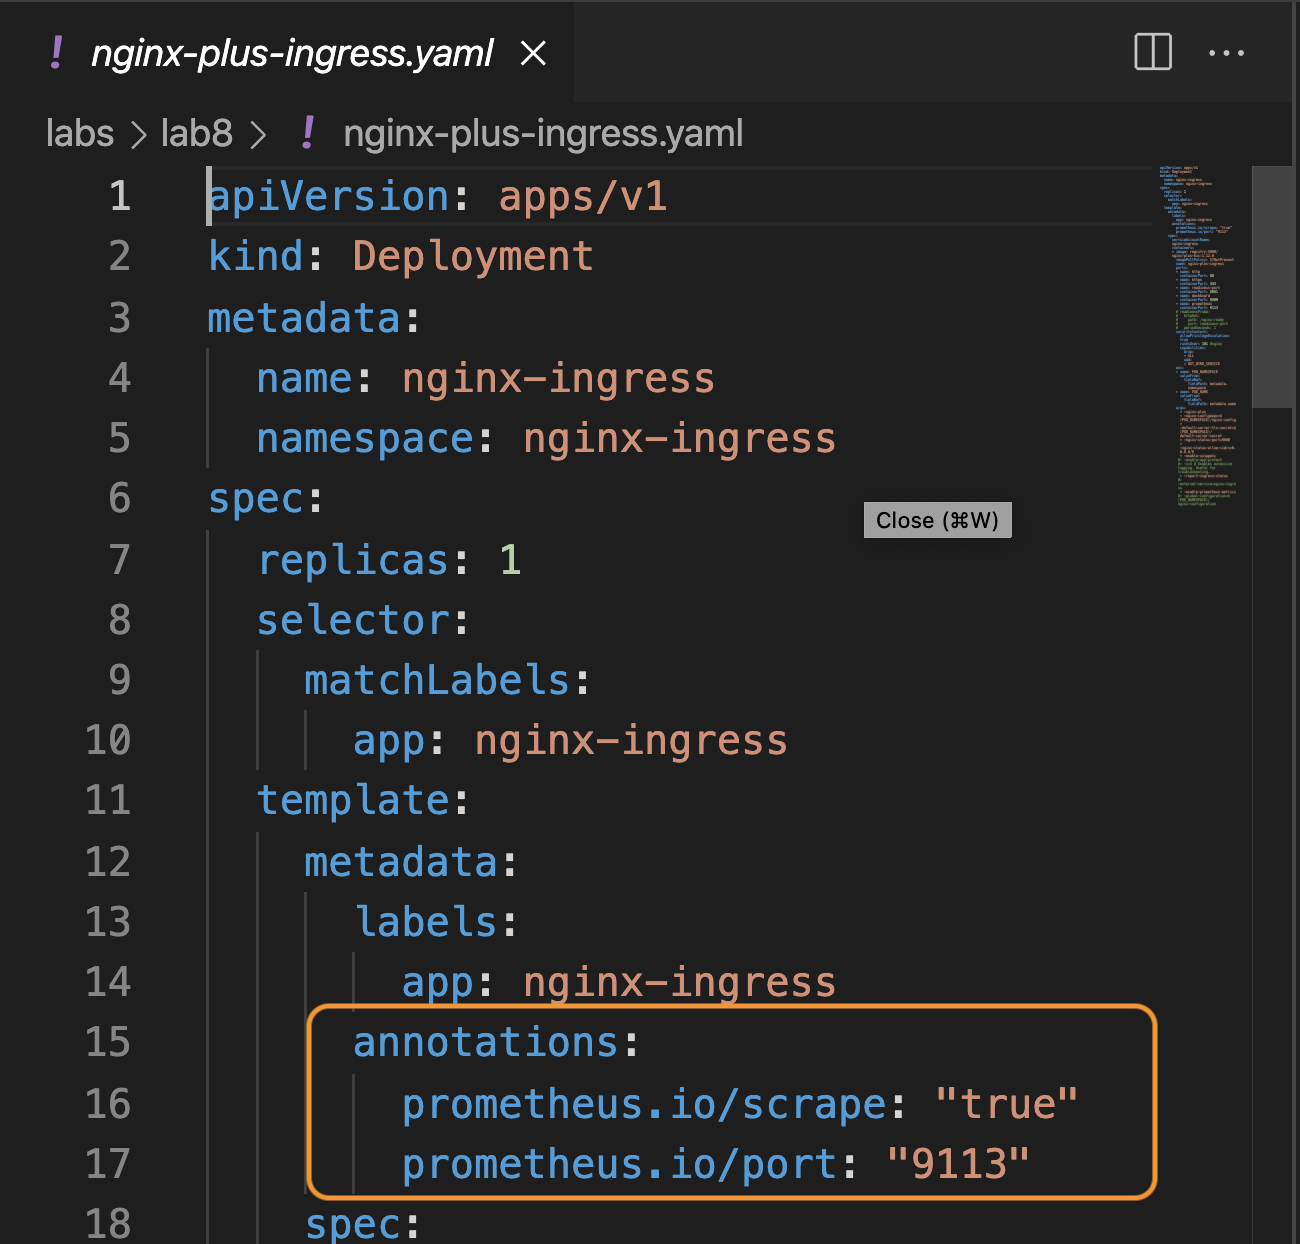 ! nginx-plus-ingress.yaml ×
labs > lab8 > ! nginx-plus-ingress.yaml
1 apiVersion: apps/v1
2 kind: Deployment
3 metadata:
4 name: nginx-ingress
5 namespace: nginx-ingress
6 spec:
Close (⌘W)
7 replicas: 1
8 selector:
9 matchLabels:
10 app: nginx-ingress
11 template:
12 metadata:
13 labels:
14 app: nginx-ingress
15 annotations:
16 prometheus.io/scrape: "true"
17 prometheus.io/port: "9113"
18 spec: